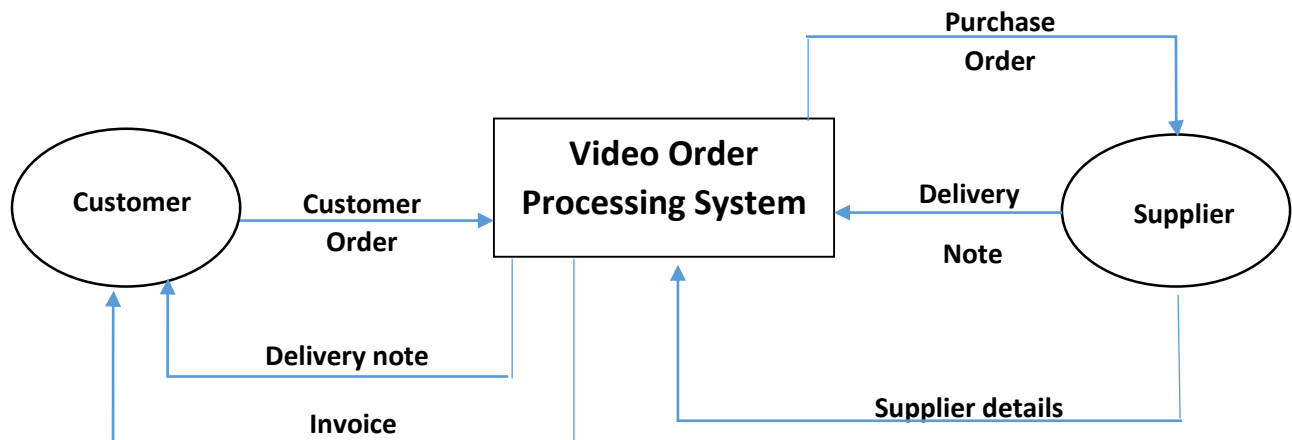 Purchase
Order
Video Order
Processing System
Customer
Customer
Order
Delivery
Note
Supplier
Delivery note
Supplier details
Invoice